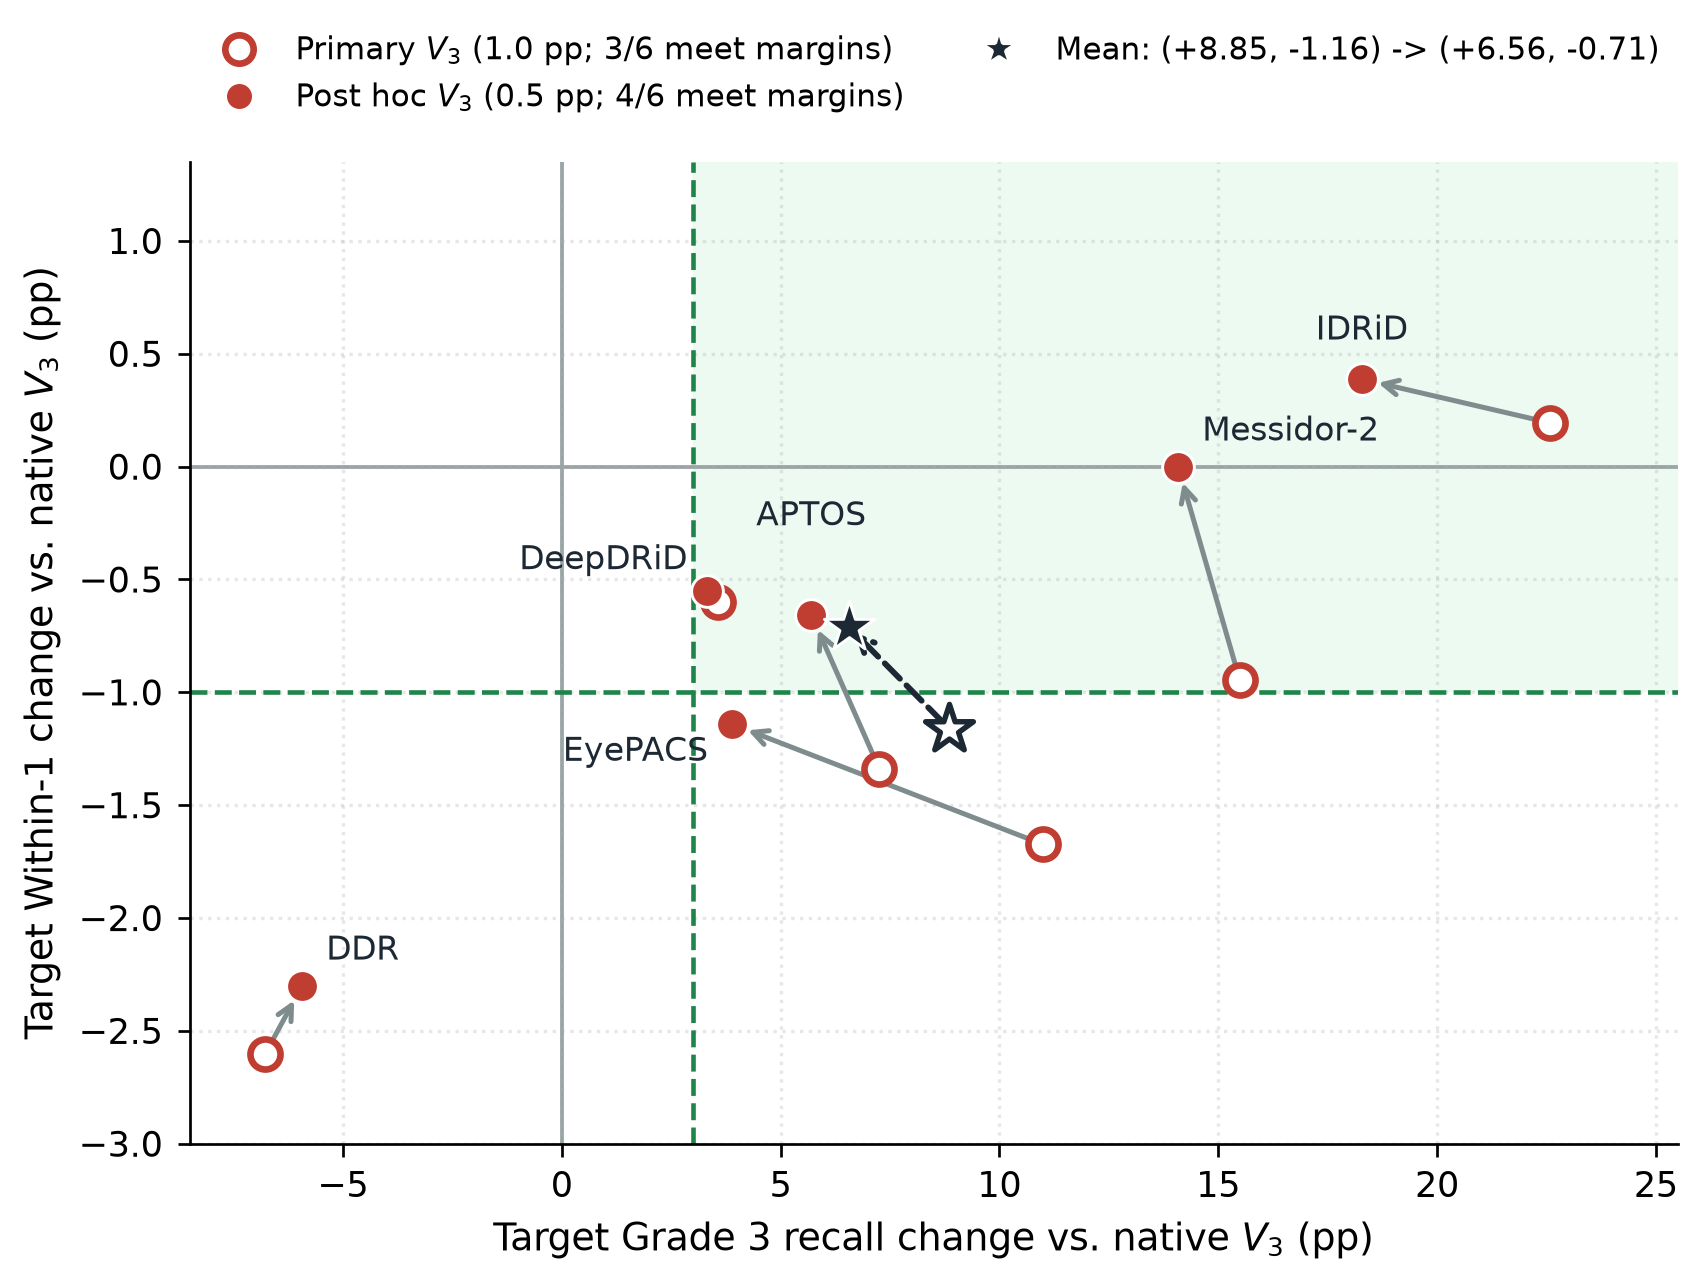 Primary V₃ (1.0 pp; 3/6 meet margins)
Post hoc V₃ (0.5 pp; 4/6 meet margins)
Mean: (+8.85, -1.16) -> (+6.56, -0.71)
Target Within-1 change vs. native V₃ (pp)
1.0
0.5
0.0
−0.5
−1.0
−1.5
−2.0
−2.5
−3.0
IDRiD
Messidor-2
APTOS
DeepDRiD
EyePACS
DDR
−5
0
5
10
15
20
25
Target Grade 3 recall change vs. native V₃ (pp)